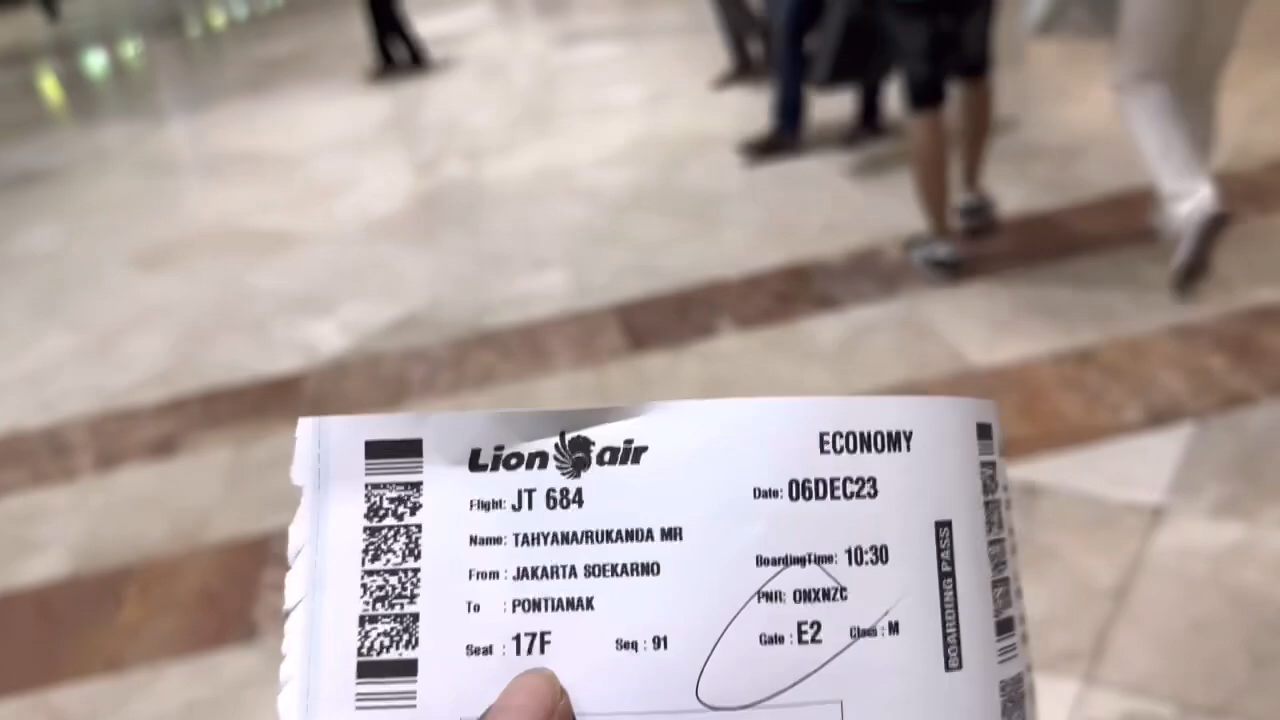 Lion air ECONOMY
Flight: JT 684 Date: 06DEC23
Name: TAHYANA/RUKANDA MR
BoardingTime: 10:30
From : JAKARTA SOEKARNO
PNR: ONXNZC
To : PONTIANAK
Seat : 17F Seq : 91 Gate : E2 Class : M
BOARDING PASS